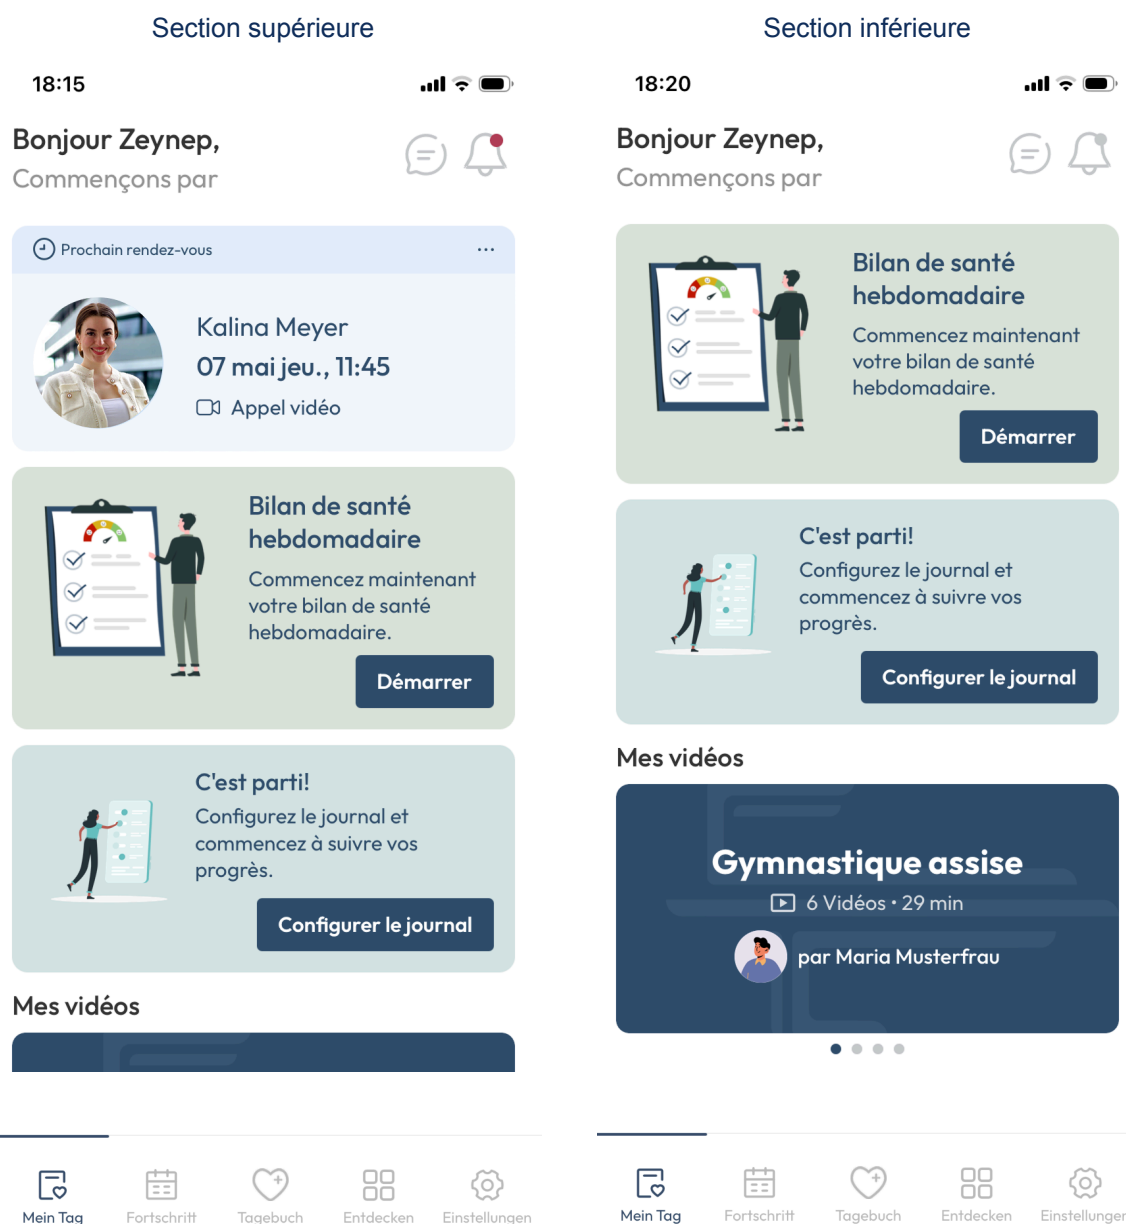 Section supérieure
18:15
Bonjour Zeynep,
Commençons par
Prochain rendez-vous
Kalina Meyer
07 mai jeu., 11:45
Appel vidéo
Bilan de santé
hebdomadaire
Commencez maintenant
votre bilan de santé
hebdomadaire.
Démarrer
C'est parti!
Configurez le journal et
commencez à suivre vos
progrès.
Configurer le journal
Mes vidéos
Mein Tag
Fortschritt
Tagebuch
Entdecken
Einstellungen
Section inférieure
18:20
Bonjour Zeynep,
Commençons par
Bilan de santé
hebdomadaire
Commencez maintenant
votre bilan de santé
hebdomadaire.
Démarrer
C'est parti!
Configurez le journal et
commencez à suivre vos
progrès.
Configurer le journal
Mes vidéos
Gymnastique assise
6 Vidéos • 29 min
par Maria Musterfrau
Mein Tag
Fortschritt
Tagebuch
Entdecken
Einstellungen